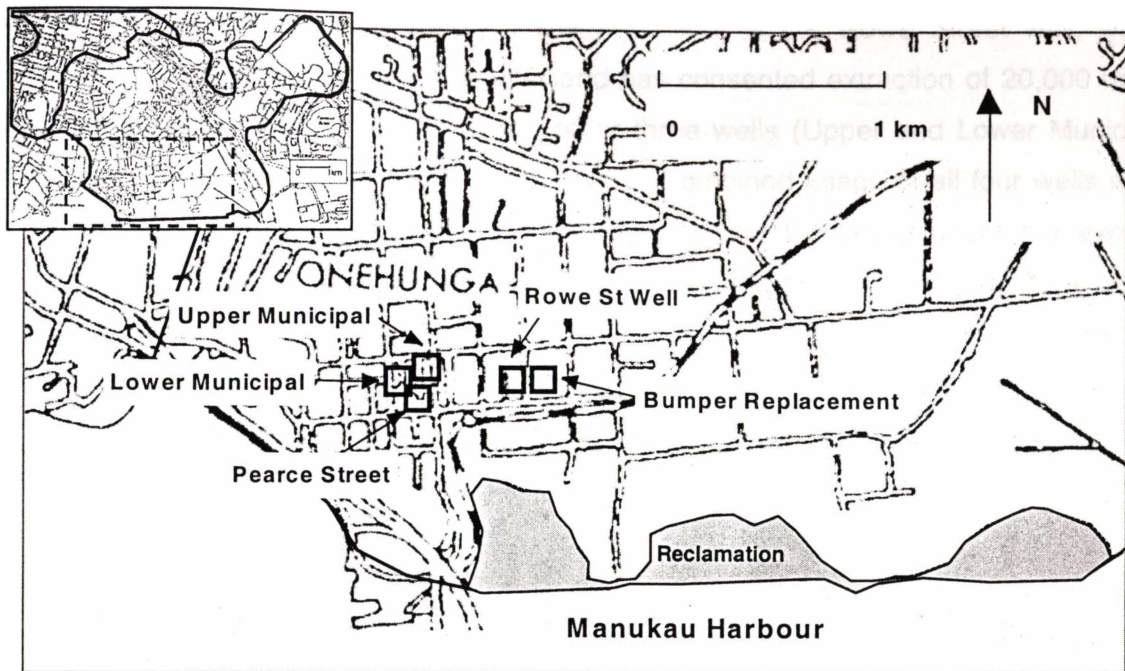 consented extraction of 20,000
three wells (Upper and Lower Munic
all four wells
0 1 km
N
ONEHUNGA
Rowe St Well
Upper Municipal
Lower Municipal
Bumper Replacement
Pearce Street
Reclamation
Manukau Harbour